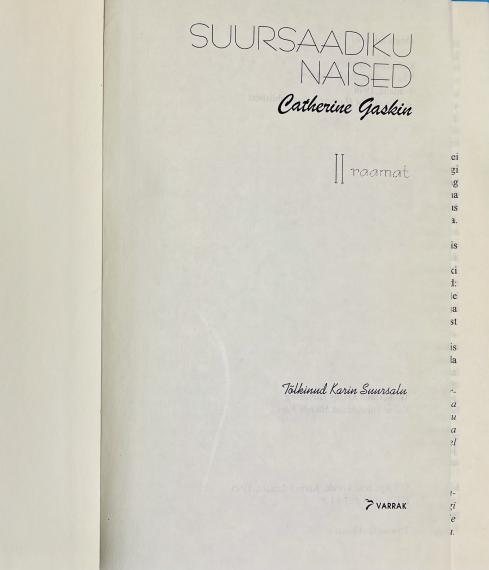 SUURSAADIKU
NAISED
Catherine Gaskin
II raamat
Tõlkinud Karin Suursalu
VARRAK